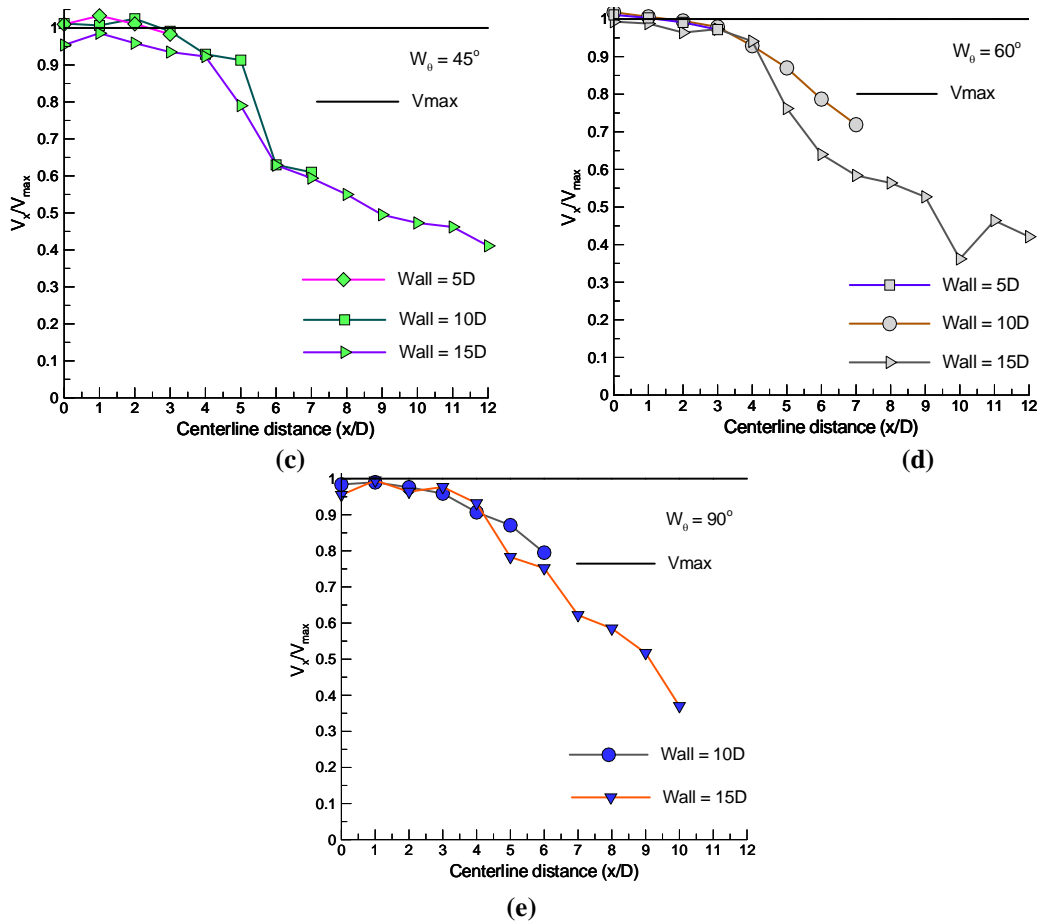 1
0.9
0.8
0.7
0.6
0.5
0.4
0.3
0.2
0.1
0
Vx/Vmax
Wθ = 45o
Vmax
Wall = 5D
Wall = 10D
Wall = 15D
0 1 2 3 4 5 6 7 8 9 10 11 12
Centerline distance (x/D)
(c)
1
0.9
0.8
0.7
0.6
0.5
0.4
0.3
0.2
0.1
0
Vx/Vmax
Wθ = 60o
Vmax
Wall = 5D
Wall = 10D
Wall = 15D
0 1 2 3 4 5 6 7 8 9 10 11 12
Centerline distance (x/D)
(d)
1
0.9
0.8
0.7
0.6
0.5
0.4
0.3
0.2
0.1
0
Vx/Vmax
Wθ = 90o
Vmax
Wall = 10D
Wall = 15D
0 1 2 3 4 5 6 7 8 9 10 11 12
Centerline distance (x/D)
(e)